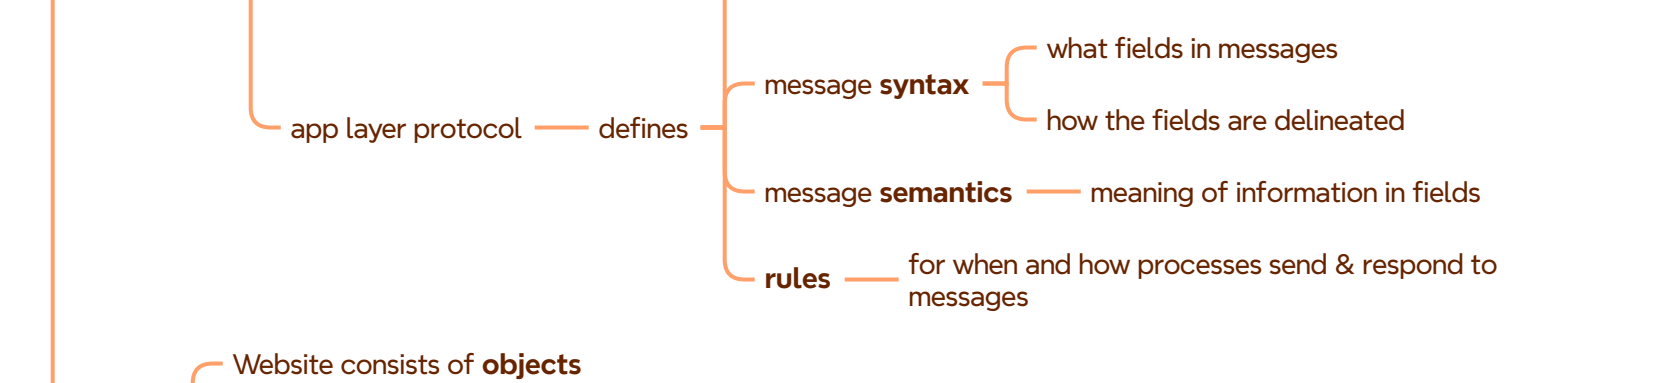 what fields in messages
message syntax
how the fields are delineated
app layer protocol
defines
message semantics
meaning of information in fields
rules
for when and how processes send & respond to
messages
Website consists of objects